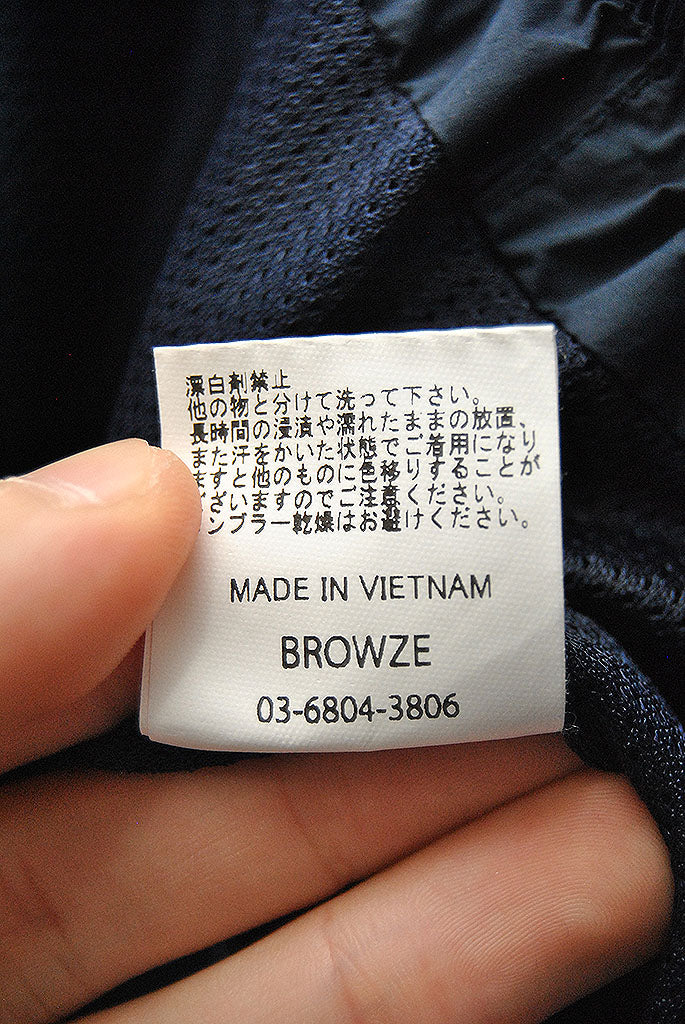 漂白剤禁止
他の物と分けて洗って下さい。
長時間の浸漬や濡れたままの放置、
また汗をかいた状態でご着用になり
ますと他のものに色移りすることが
ざいますのでご注意ください。
ンブラー乾燥はお避けください。
MADE IN VIETNAM
BROWZE
03-6804-3806